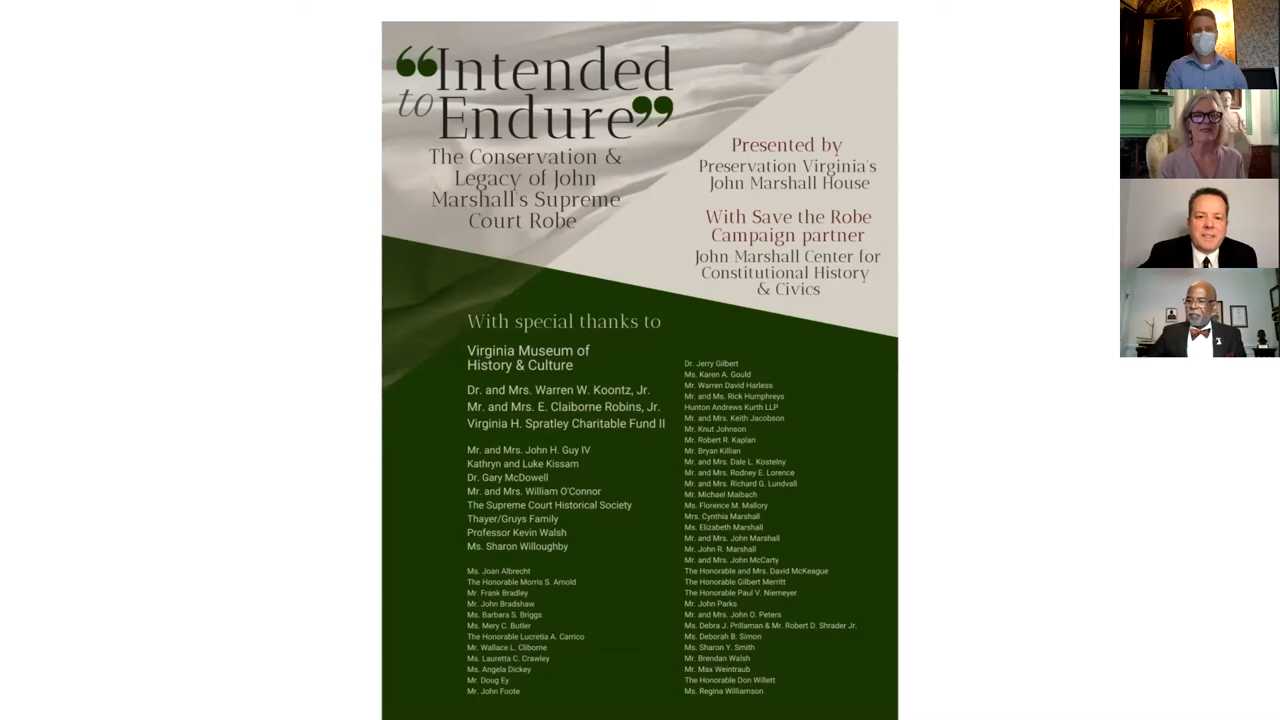 “Intended
to Endure”
The Conservation &
Legacy of John
Marshall's Supreme
Court Robe
Presented by
Preservation Virginia's
John Marshall House
With Save the Robe
Campaign partner
John Marshall Center for
Constitutional History
& Civics
With special thanks to
Virginia Museum of
History & Culture
Dr. and Mrs. Warren W. Koontz, Jr.
Mr. and Mrs. E. Claiborne Robins, Jr.
Virginia H. Spratley Charitable Fund II
Mr. and Mrs. John H. Guy IV
Kathryn and Luke Kissam
Dr. Gary McDowell
Mr. and Mrs. William O'Connor
The Supreme Court Historical Society
Thayer/Gruys Family
Professor Kevin Walsh
Ms. Sharon Willoughby
Ms. Joan Albrecht
The Honorable Morris S. Arnold
Mr. Frank Bradley
Mr. John Bradshaw
Ms. Barbara S. Briggs
Ms. Mery C. Butler
The Honorable Lucretia A. Carrico
Mr. Wallace L. Cliborne
Ms. Lauretta C. Crawley
Ms. Angela Dickey
Mr. Doug Ey
Mr. John Foote
Dr. Jerry Gilbert
Ms. Karen A. Gould
Mr. Warren David Harless
Mr. and Ms. Rick Humphreys
Hunton Andrews Kurth LLP
Mr. and Mrs. Keith Jacobson
Mr. Knut Johnson
Mr. Robert R. Kaplan
Mr. Bryan Killian
Mr. and Mrs. Dale L. Kostelny
Mr. and Mrs. Rodney E. Lorence
Mr. and Mrs. Richard G. Lundvall
Mr. Michael Maibach
Ms. Florence M. Mallory
Mrs. Cynthia Marshall
Ms. Elizabeth Marshall
Mr. and Mrs. John Marshall
Mr. John R. Marshall
Mr. and Mrs. John McCarty
The Honorable and Mrs. David McKeague
The Honorable Gilbert Merritt
The Honorable Paul V. Niemeyer
Mr. John Parks
Mr. and Mrs. John O. Peters
Ms. Debra J. Prillaman & Mr. Robert D. Shrader Jr.
Ms. Deborah B. Simon
Ms. Sharon Y. Smith
Mr. Brendan Walsh
Mr. Max Weintraub
The Honorable Don Willett
Ms. Regina Williamson